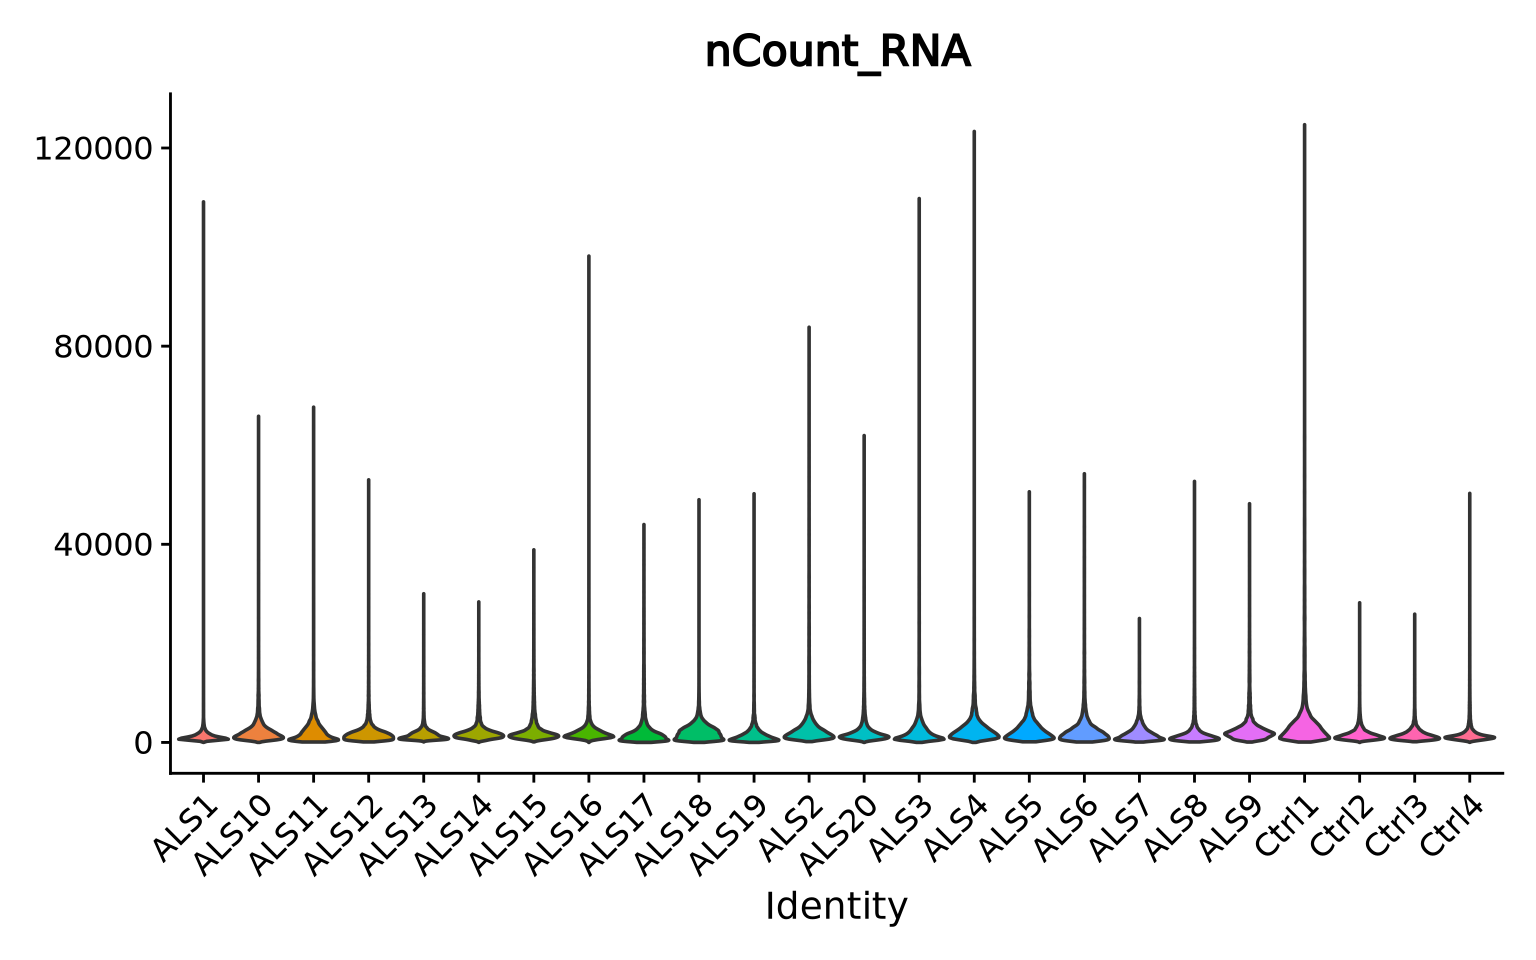 nCount_RNA
120000
80000
40000
0
ALS1 ALS10 ALS11 ALS12 ALS13 ALS14 ALS15 ALS16 ALS17 ALS18 ALS19 ALS2 ALS20 ALS3 ALS4 ALS5 ALS6 ALS7 ALS8 ALS9 Ctrl1 Ctrl2 Ctrl3 Ctrl4
Identity